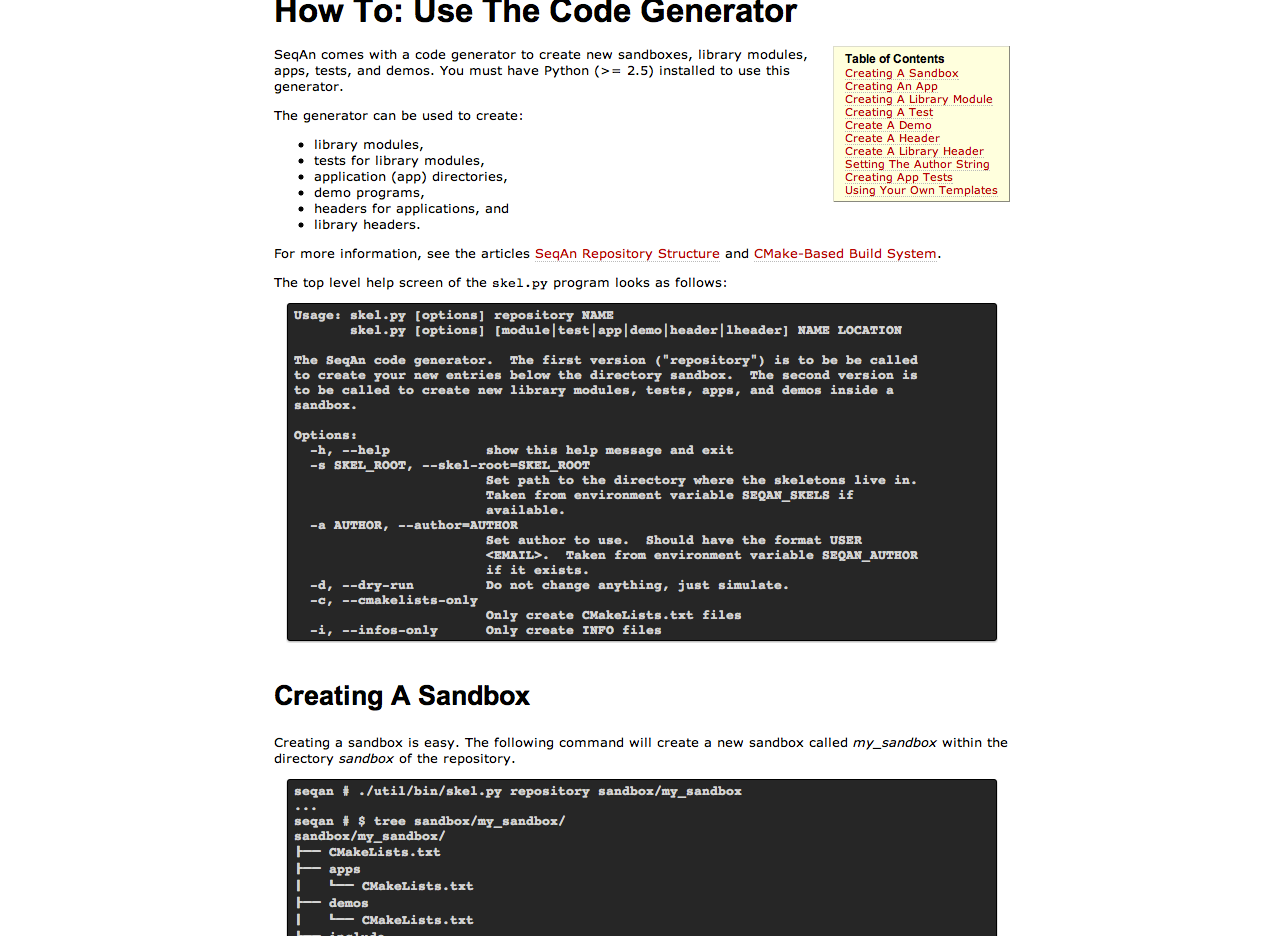 How To: Use The Code Generator
SeqAn comes with a code generator to create new sandboxes, library modules,
apps, tests, and demos. You must have Python (>= 2.5) installed to use this
generator.
Table of Contents
Creating A Sandbox
Creating An App
Creating A Library Module
Creating A Test
Create A Demo
Create A Header
Create A Library Header
Setting The Author String
Creating App Tests
Using Your Own Templates
The generator can be used to create:
• library modules,
• tests for library modules,
• application (app) directories,
• demo programs,
• headers for applications, and
• library headers.
For more information, see the articles SeqAn Repository Structure and CMake-Based Build System.
The top level help screen of the skel.py program looks as follows:
Usage: skel.py [options] repository NAME
       skel.py [options] [module|test|app|demo|header|lheader] NAME LOCATION
The SeqAn code generator.  The first version ("repository") is to be be called
to create your new entries below the directory sandbox.  The second version is
to be called to create new library modules, tests, apps, and demos inside a
sandbox.
Options:
  -h, --help            show this help message and exit
  -s SKEL_ROOT, --skel-root=SKEL_ROOT
                        Set path to the directory where the skeletons live in.
                        Taken from environment variable SEQAN_SKELS if
                        available.
  -a AUTHOR, --author=AUTHOR
                        Set author to use.  Should have the format USER
                        <EMAIL>.  Taken from environment variable SEQAN_AUTHOR
                        if it exists.
  -d, --dry-run         Do not change anything, just simulate.
  -c, --cmakelists-only
                        Only create CMakeLists.txt files
  -i, --infos-only      Only create INFO files
Creating A Sandbox
Creating a sandbox is easy. The following command will create a new sandbox called my_sandbox within the
directory sandbox of the repository.
seqan # ./util/bin/skel.py repository sandbox/my_sandbox
...
seqan # $ tree sandbox/my_sandbox/
sandbox/my_sandbox/
├── CMakeLists.txt
├── apps
│   └── CMakeLists.txt
├── demos
│   └── CMakeLists.txt
├── include